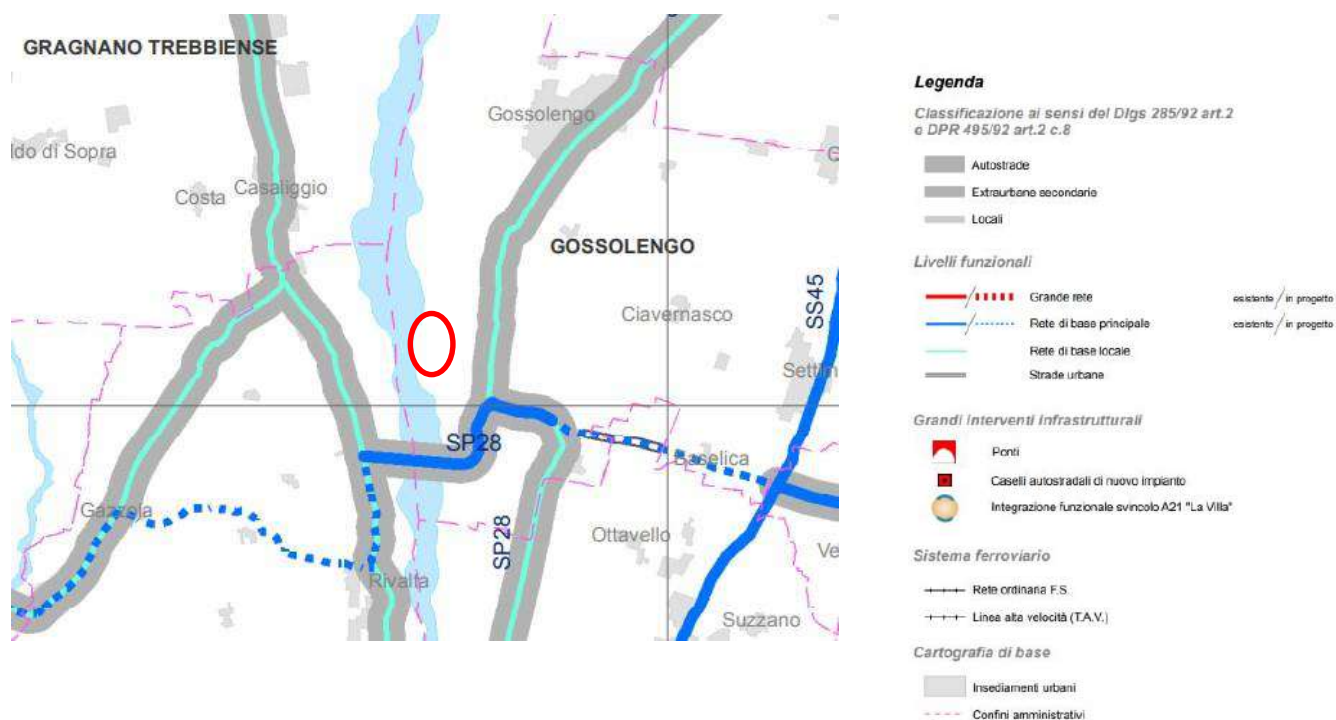 GRAGNANO TREBBIENSE
Gossolengo
ldo di Sopra
G
Costa
Casaliggio
GOSSOLENGO
SS45
Ciavernasco
Settin
SP28
Baselica
Gazzola
SP28
Ottavello
Ve
Rivalta
Suzzano
Legenda
Classificazione ai sensi del Dlgs 285/92 art.2
e DPR 495/92 art.2 c.8
Autostrade
Extraurbane secondarie
Locali
Livelli funzionali
Grande rete
esistente / in progetto
Rete di base principale
esistente / in progetto
Rete di base locale
Strade urbane
Grandi interventi infrastrutturali
Ponti
Caselli autostradali di nuovo impianto
Integrazione funzionale svincolo A21 "La Villa"
Sistema ferroviario
Rete ordinaria F.S.
Linea alta velocità (T.A.V.)
Cartografia di base
Insediamenti urbani
Confini amministrativi